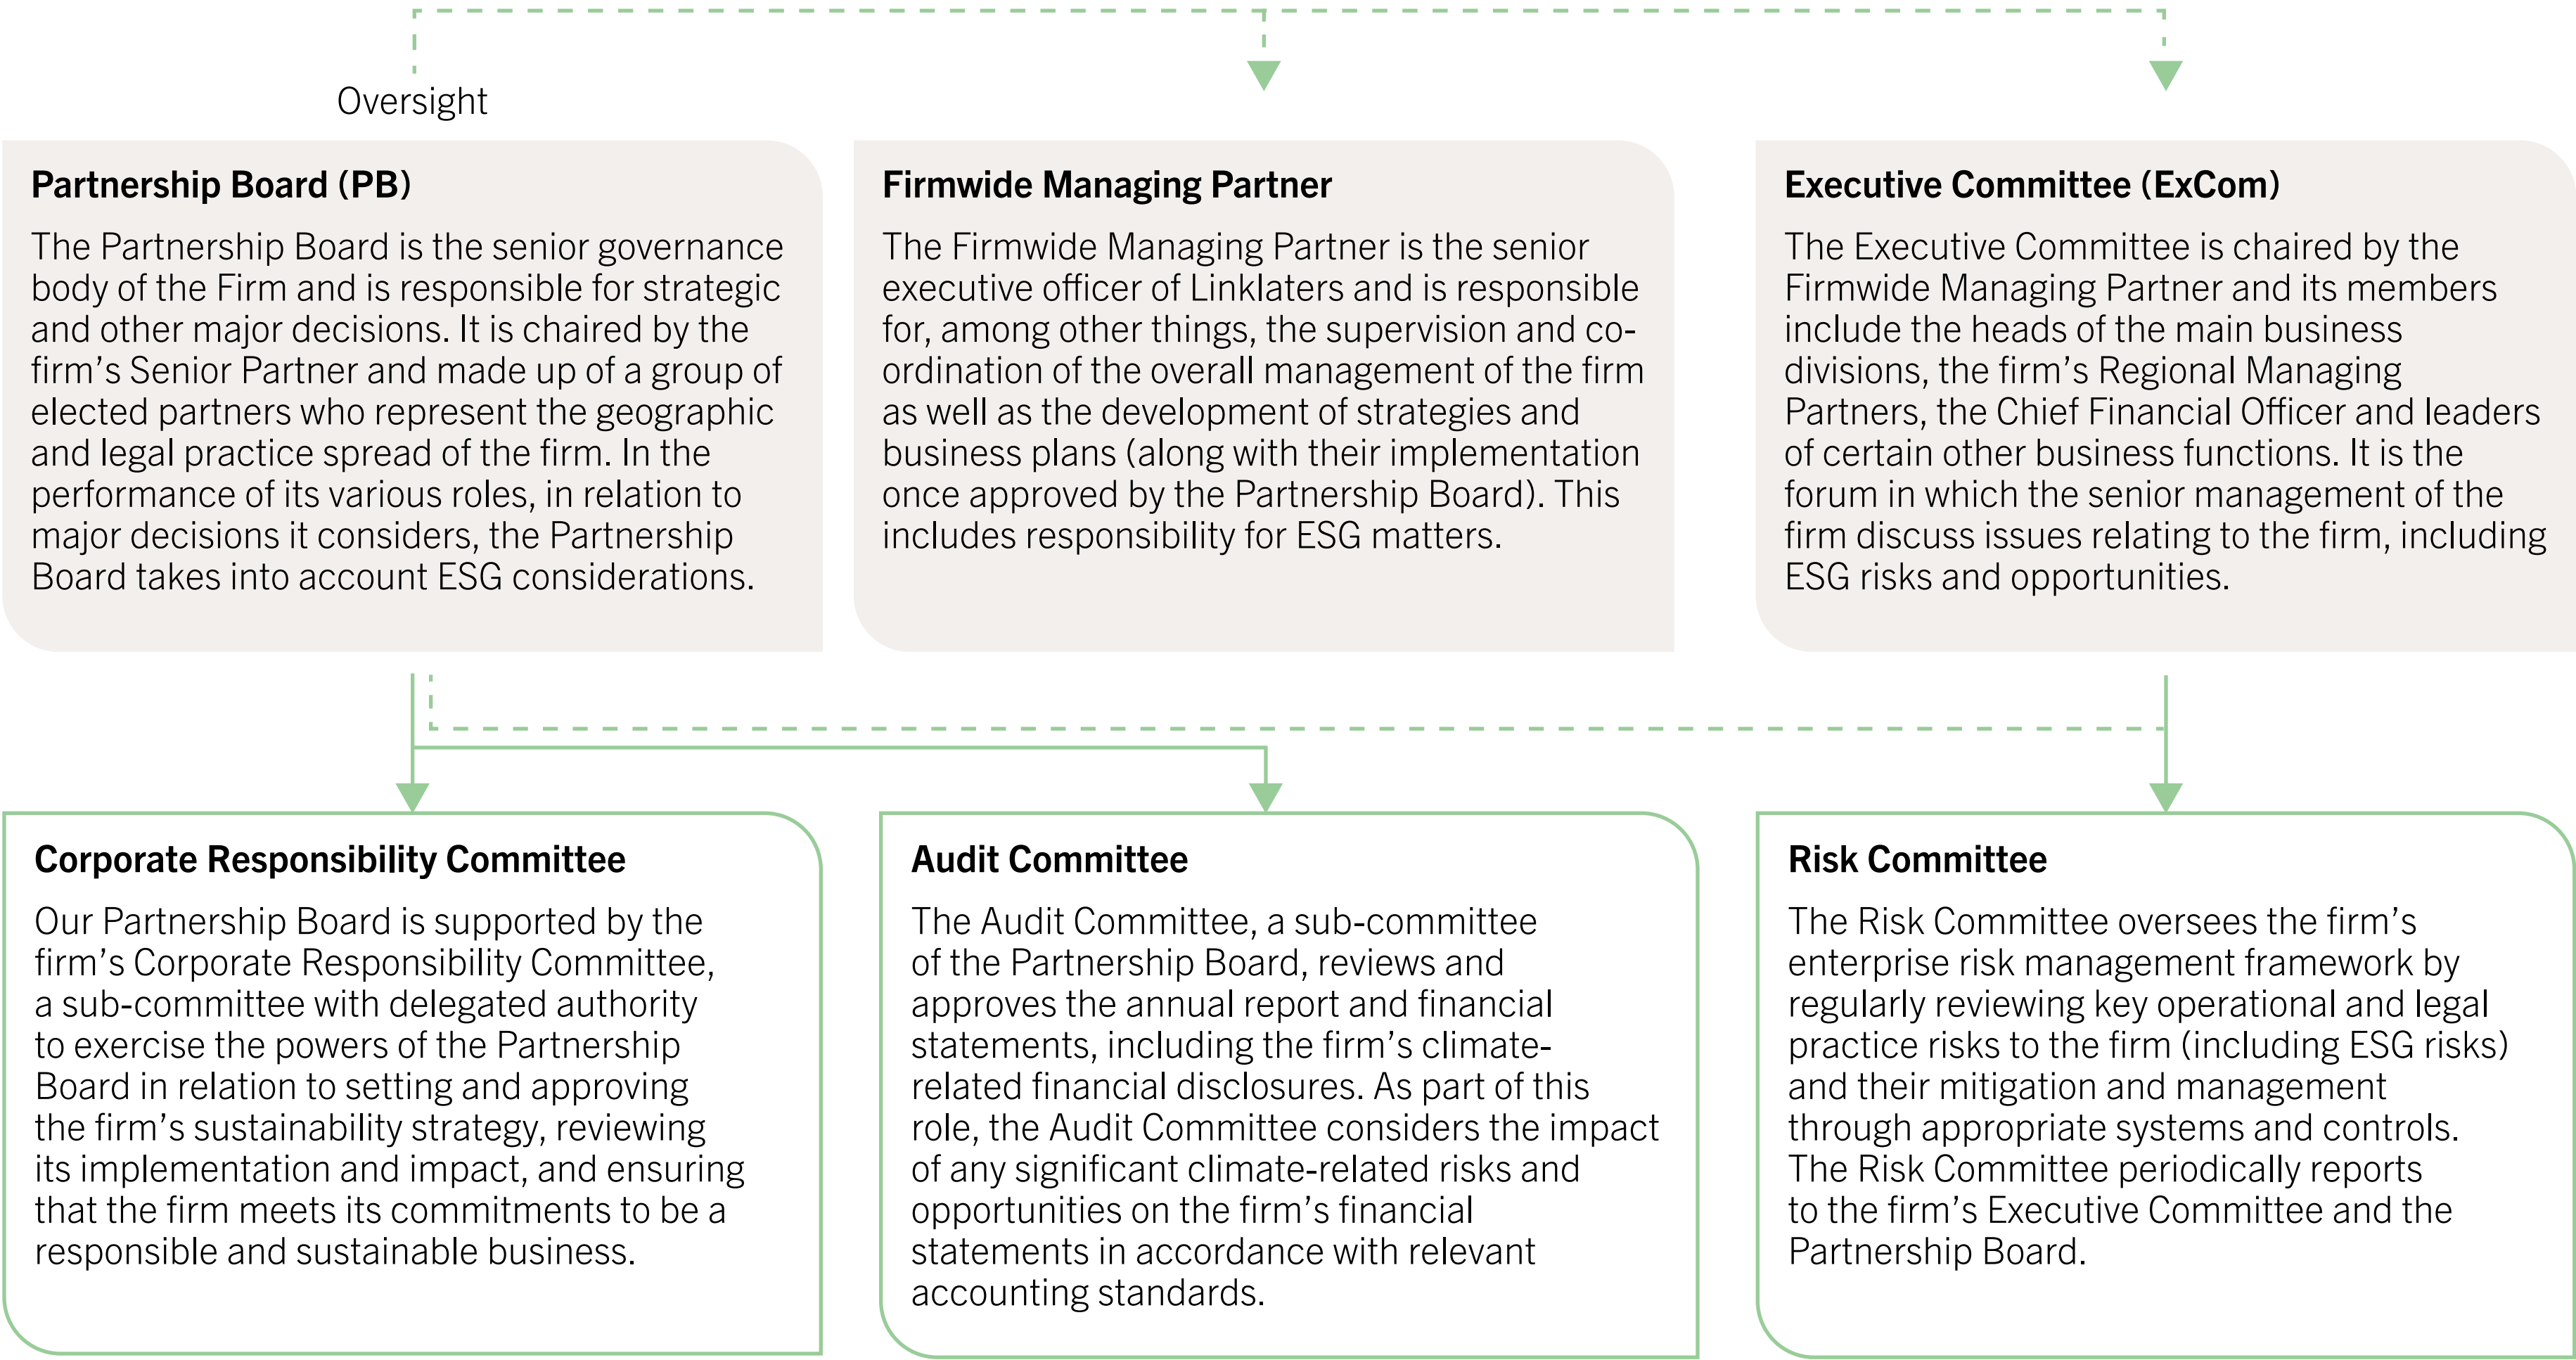 Oversight
Partnership Board (PB)
The Partnership Board is the senior governance
body of the Firm and is responsible for strategic
and other major decisions. It is chaired by the
firm’s Senior Partner and made up of a group of
elected partners who represent the geographic
and legal practice spread of the firm. In the
performance of its various roles, in relation to
major decisions it considers, the Partnership
Board takes into account ESG considerations.
Firmwide Managing Partner
The Firmwide Managing Partner is the senior
executive officer of Linklaters and is responsible
for, among other things, the supervision and co-
ordination of the overall management of the firm
as well as the development of strategies and
business plans (along with their implementation
once approved by the Partnership Board). This
includes responsibility for ESG matters.
Executive Committee (ExCom)
The Executive Committee is chaired by the
Firmwide Managing Partner and its members
include the heads of the main business
divisions, the firm’s Regional Managing
Partners, the Chief Financial Officer and leaders
of certain other business functions. It is the
forum in which the senior management of the
firm discuss issues relating to the firm, including
ESG risks and opportunities.
Corporate Responsibility Committee
Our Partnership Board is supported by the
firm’s Corporate Responsibility Committee,
a sub-committee with delegated authority
to exercise the powers of the Partnership
Board in relation to setting and approving
the firm’s sustainability strategy, reviewing
its implementation and impact, and ensuring
that the firm meets its commitments to be a
responsible and sustainable business.
Audit Committee
The Audit Committee, a sub-committee
of the Partnership Board, reviews and
approves the annual report and financial
statements, including the firm’s climate-
related financial disclosures. As part of this
role, the Audit Committee considers the impact
of any significant climate-related risks and
opportunities on the firm’s financial
statements in accordance with relevant
accounting standards.
Risk Committee
The Risk Committee oversees the firm’s
enterprise risk management framework by
regularly reviewing key operational and legal
practice risks to the firm (including ESG risks)
and their mitigation and management
through appropriate systems and controls.
The Risk Committee periodically reports
to the firm’s Executive Committee and the
Partnership Board.